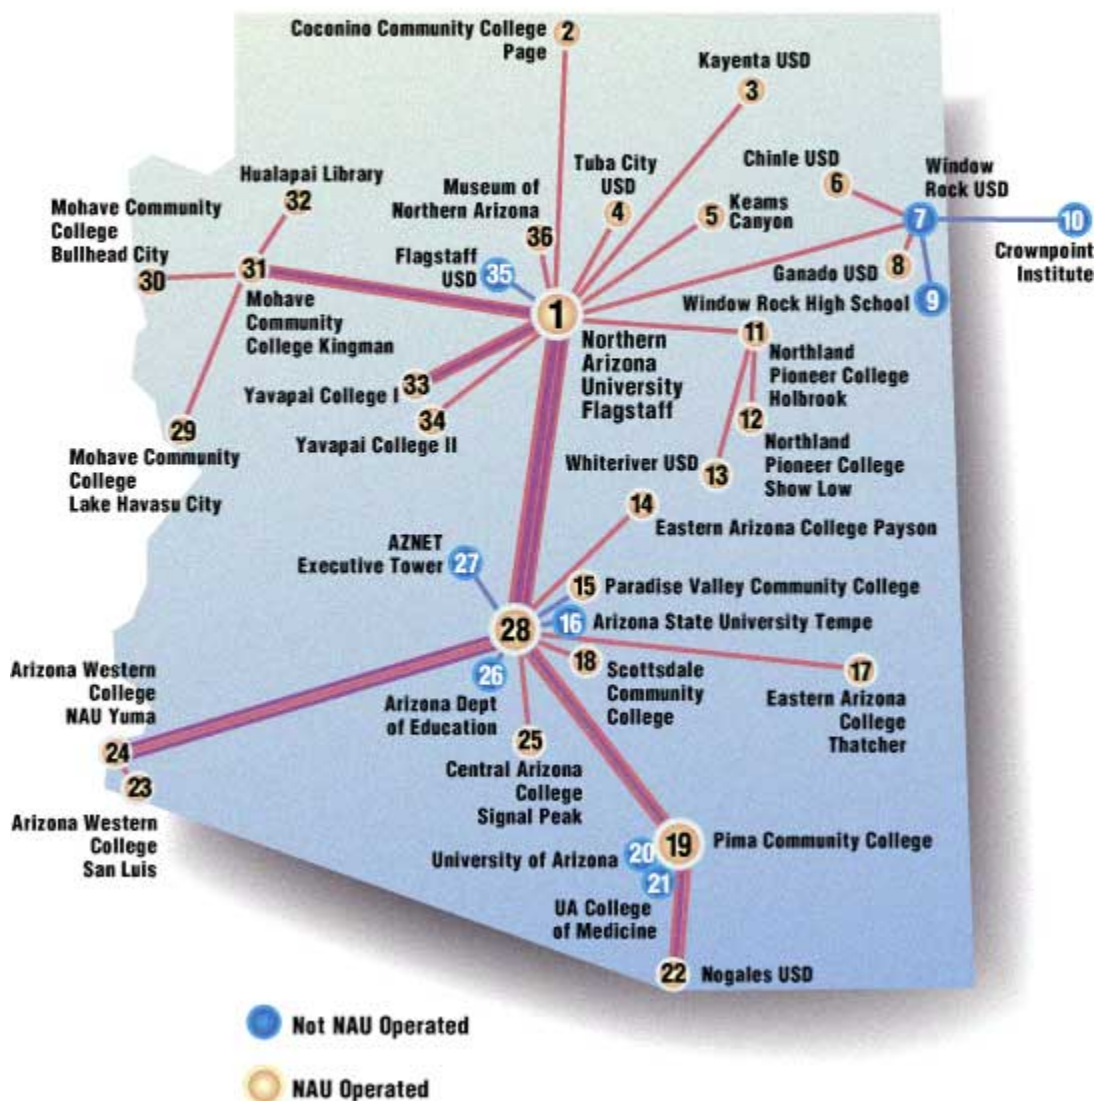 Coconino Community College
Page
2
Kayenta USD
3
Tuba City
USD
4
Chinle USD
6
Window
Rock USD
7
10
Crownpoint
Institute
Hualapai Library
32
Museum of
Northern Arizona
36
5
Keams
Canyon
Mohave Community
College
Bullhead City
30
31
Mohave
Community
College Kingman
Flagstaff
USD
35
Ganado USD
8
Window Rock High School
9
1
Northern
Arizona
University
Flagstaff
11
Northland
Pioneer College
Holbrook
Yavapai College I
33
34
Yavapai College II
12
Northland
Pioneer College
Show Low
29
Mohave Community
College
Lake Havasu City
Whiteriver USD
13
14
Eastern Arizona College Payson
AZNET
Executive Tower
27
15
Paradise Valley Community College
16
Arizona State University Tempe
28
18
Scottsdale
Community
College
17
Eastern Arizona
College
Thatcher
26
Arizona Dept
of Education
Arizona Western
College
NAU Yuma
24
23
Arizona Western
College
San Luis
25
Central Arizona
College
Signal Peak
19
Pima Community College
University of Arizona
20
21
UA College
of Medicine
22
Nogales USD
Not NAU Operated
NAU Operated